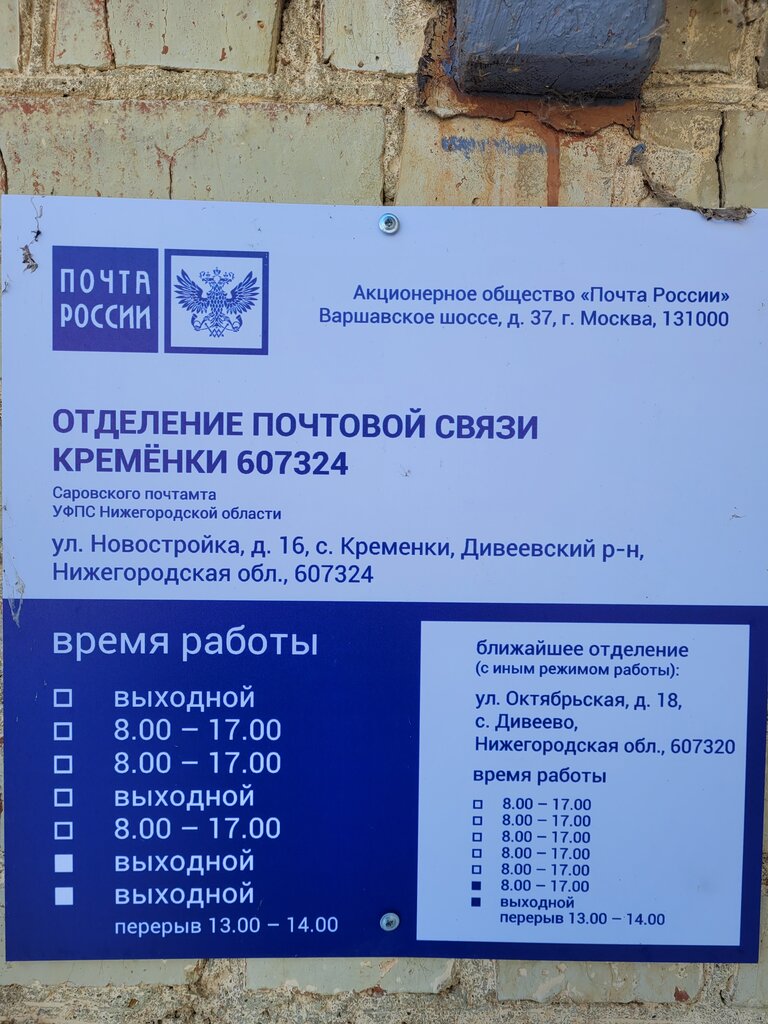 ПОЧТА
РОССИИ
Акционерное общество «Почта России»
Варшавское шоссе, д. 37, г. Москва, 131000
ОТДЕЛЕНИЕ ПОЧТОВОЙ СВЯЗИ
КРЕМЁНКИ 607324
Саровского почтамта
УФПС Нижегородской области
ул. Новостройка, д. 16, с. Кременки, Дивеевский р-н,
Нижегородская обл., 607324
время работы
выходной
8.00 – 17.00
8.00 – 17.00
выходной
8.00 – 17.00
выходной
выходной
перерыв 13.00 – 14.00
ближайшее отделение
(с иным режимом работы):
ул. Октябрьская, д. 18,
с. Дивеево,
Нижегородская обл., 607320
время работы
8.00 – 17.00
8.00 – 17.00
8.00 – 17.00
8.00 – 17.00
8.00 – 17.00
8.00 – 17.00
выходной
перерыв 13.00 – 14.00